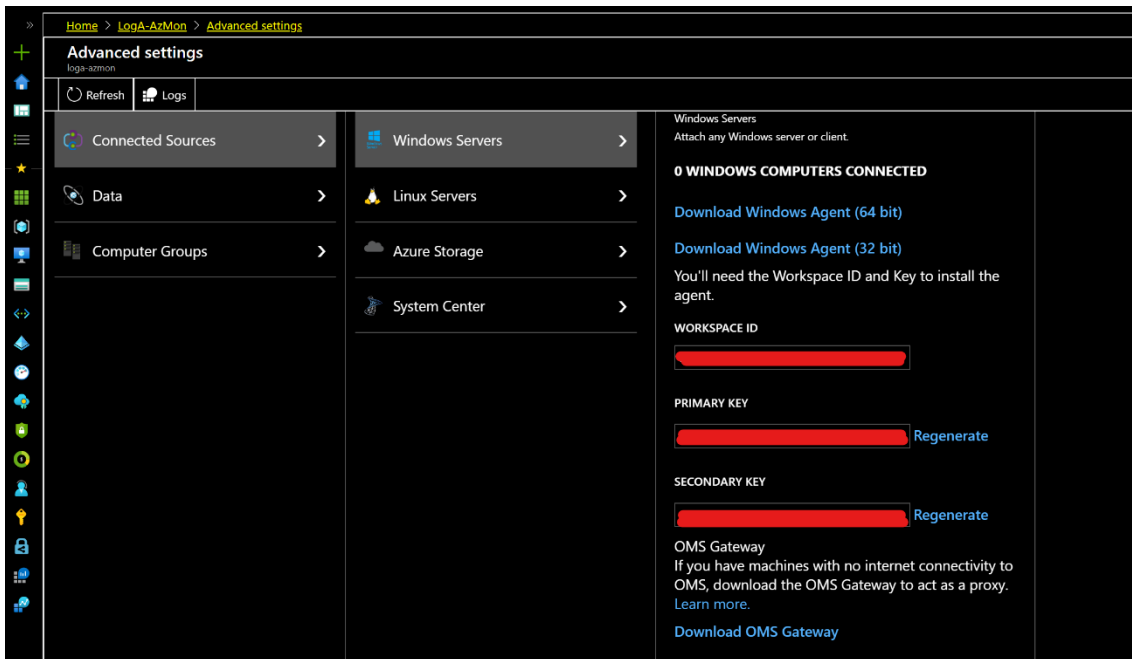 Home > LogA-AzMon > Advanced settings
Advanced settings
loga-azmon
Refresh
Logs
Connected Sources
Data
Computer Groups
Windows Servers
Linux Servers
Azure Storage
System Center
Windows Servers
Attach any Windows server or client.
0 WINDOWS COMPUTERS CONNECTED
Download Windows Agent (64 bit)
Download Windows Agent (32 bit)
You'll need the Workspace ID and Key to install the
agent.
WORKSPACE ID
PRIMARY KEY
Regenerate
SECONDARY KEY
Regenerate
OMS Gateway
If you have machines with no internet connectivity to
OMS, download the OMS Gateway to act as a proxy.
Learn more.
Download OMS Gateway